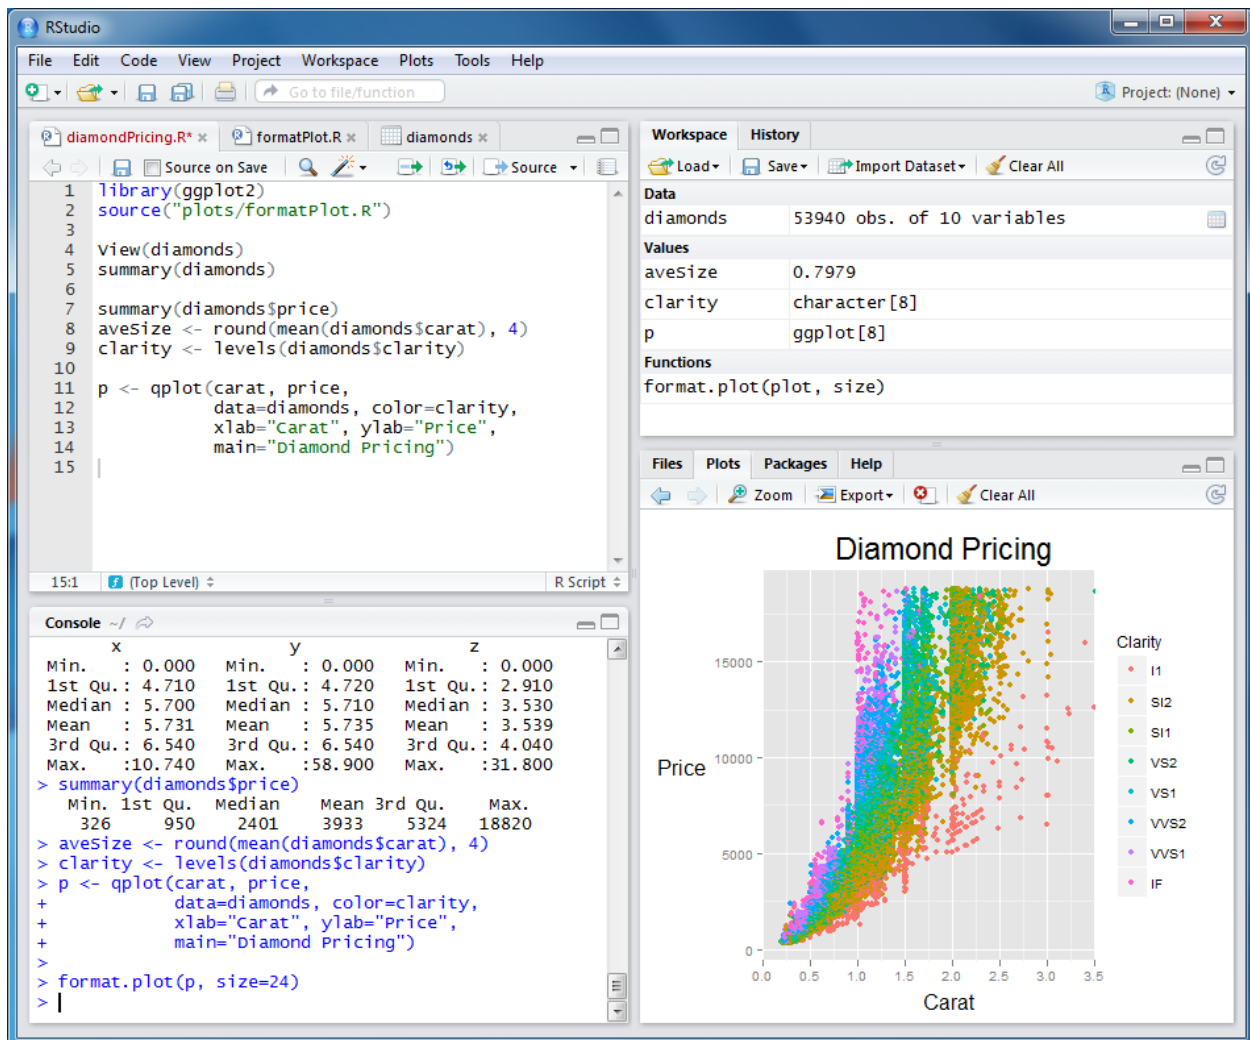 RStudio
File Edit Code View Project Workspace Plots Tools Help
Go to file/function
Project: (None)
diamondPricing.R*
formatPlot.R
diamonds
Source on Save
Source
1 library(ggplot2)
2 source("plots/formatPlot.R")
3
4 View(diamonds)
5 summary(diamonds)
6
7 summary(diamonds$price)
8 aveSize <- round(mean(diamonds$carat), 4)
9 clarity <- levels(diamonds$clarity)
10
11 p <- qplot(carat, price,
12 data=diamonds, color=clarity,
13 xlab="Carat", ylab="Price",
14 main="Diamond Pricing")
15
15:1 (Top Level) R Script
Console ~/
x y z
Min. : 0.000 Min. : 0.000 Min. : 0.000
1st Qu.: 4.710 1st Qu.: 4.720 1st Qu.: 2.910
Median : 5.700 Median : 5.710 Median : 3.530
Mean : 5.731 Mean : 5.735 Mean : 3.539
3rd Qu.: 6.540 3rd Qu.: 6.540 3rd Qu.: 4.040
Max. :10.740 Max. :58.900 Max. :31.800
> summary(diamonds$price)
Min. 1st Qu. Median Mean 3rd Qu. Max.
326 950 2401 3933 5324 18820
> aveSize <- round(mean(diamonds$carat), 4)
> clarity <- levels(diamonds$clarity)
> p <- qplot(carat, price,
+ data=diamonds, color=clarity,
+ xlab="Carat", ylab="Price",
+ main="Diamond Pricing")
>
> format.plot(p, size=24)
>
Workspace History
Load Save Import Dataset Clear All
Data
diamonds 53940 obs. of 10 variables
Values
aveSize 0.7979
clarity character[8]
p ggplot[8]
Functions
format.plot(plot, size)
Files Plots Packages Help
Zoom Export Clear All
Diamond Pricing
Price
15000
10000
5000
0
0.0 0.5 1.0 1.5 2.0 2.5 3.0 3.5
Carat
Clarity
I1
SI2
SI1
VS2
VS1
VVS2
VVS1
IF